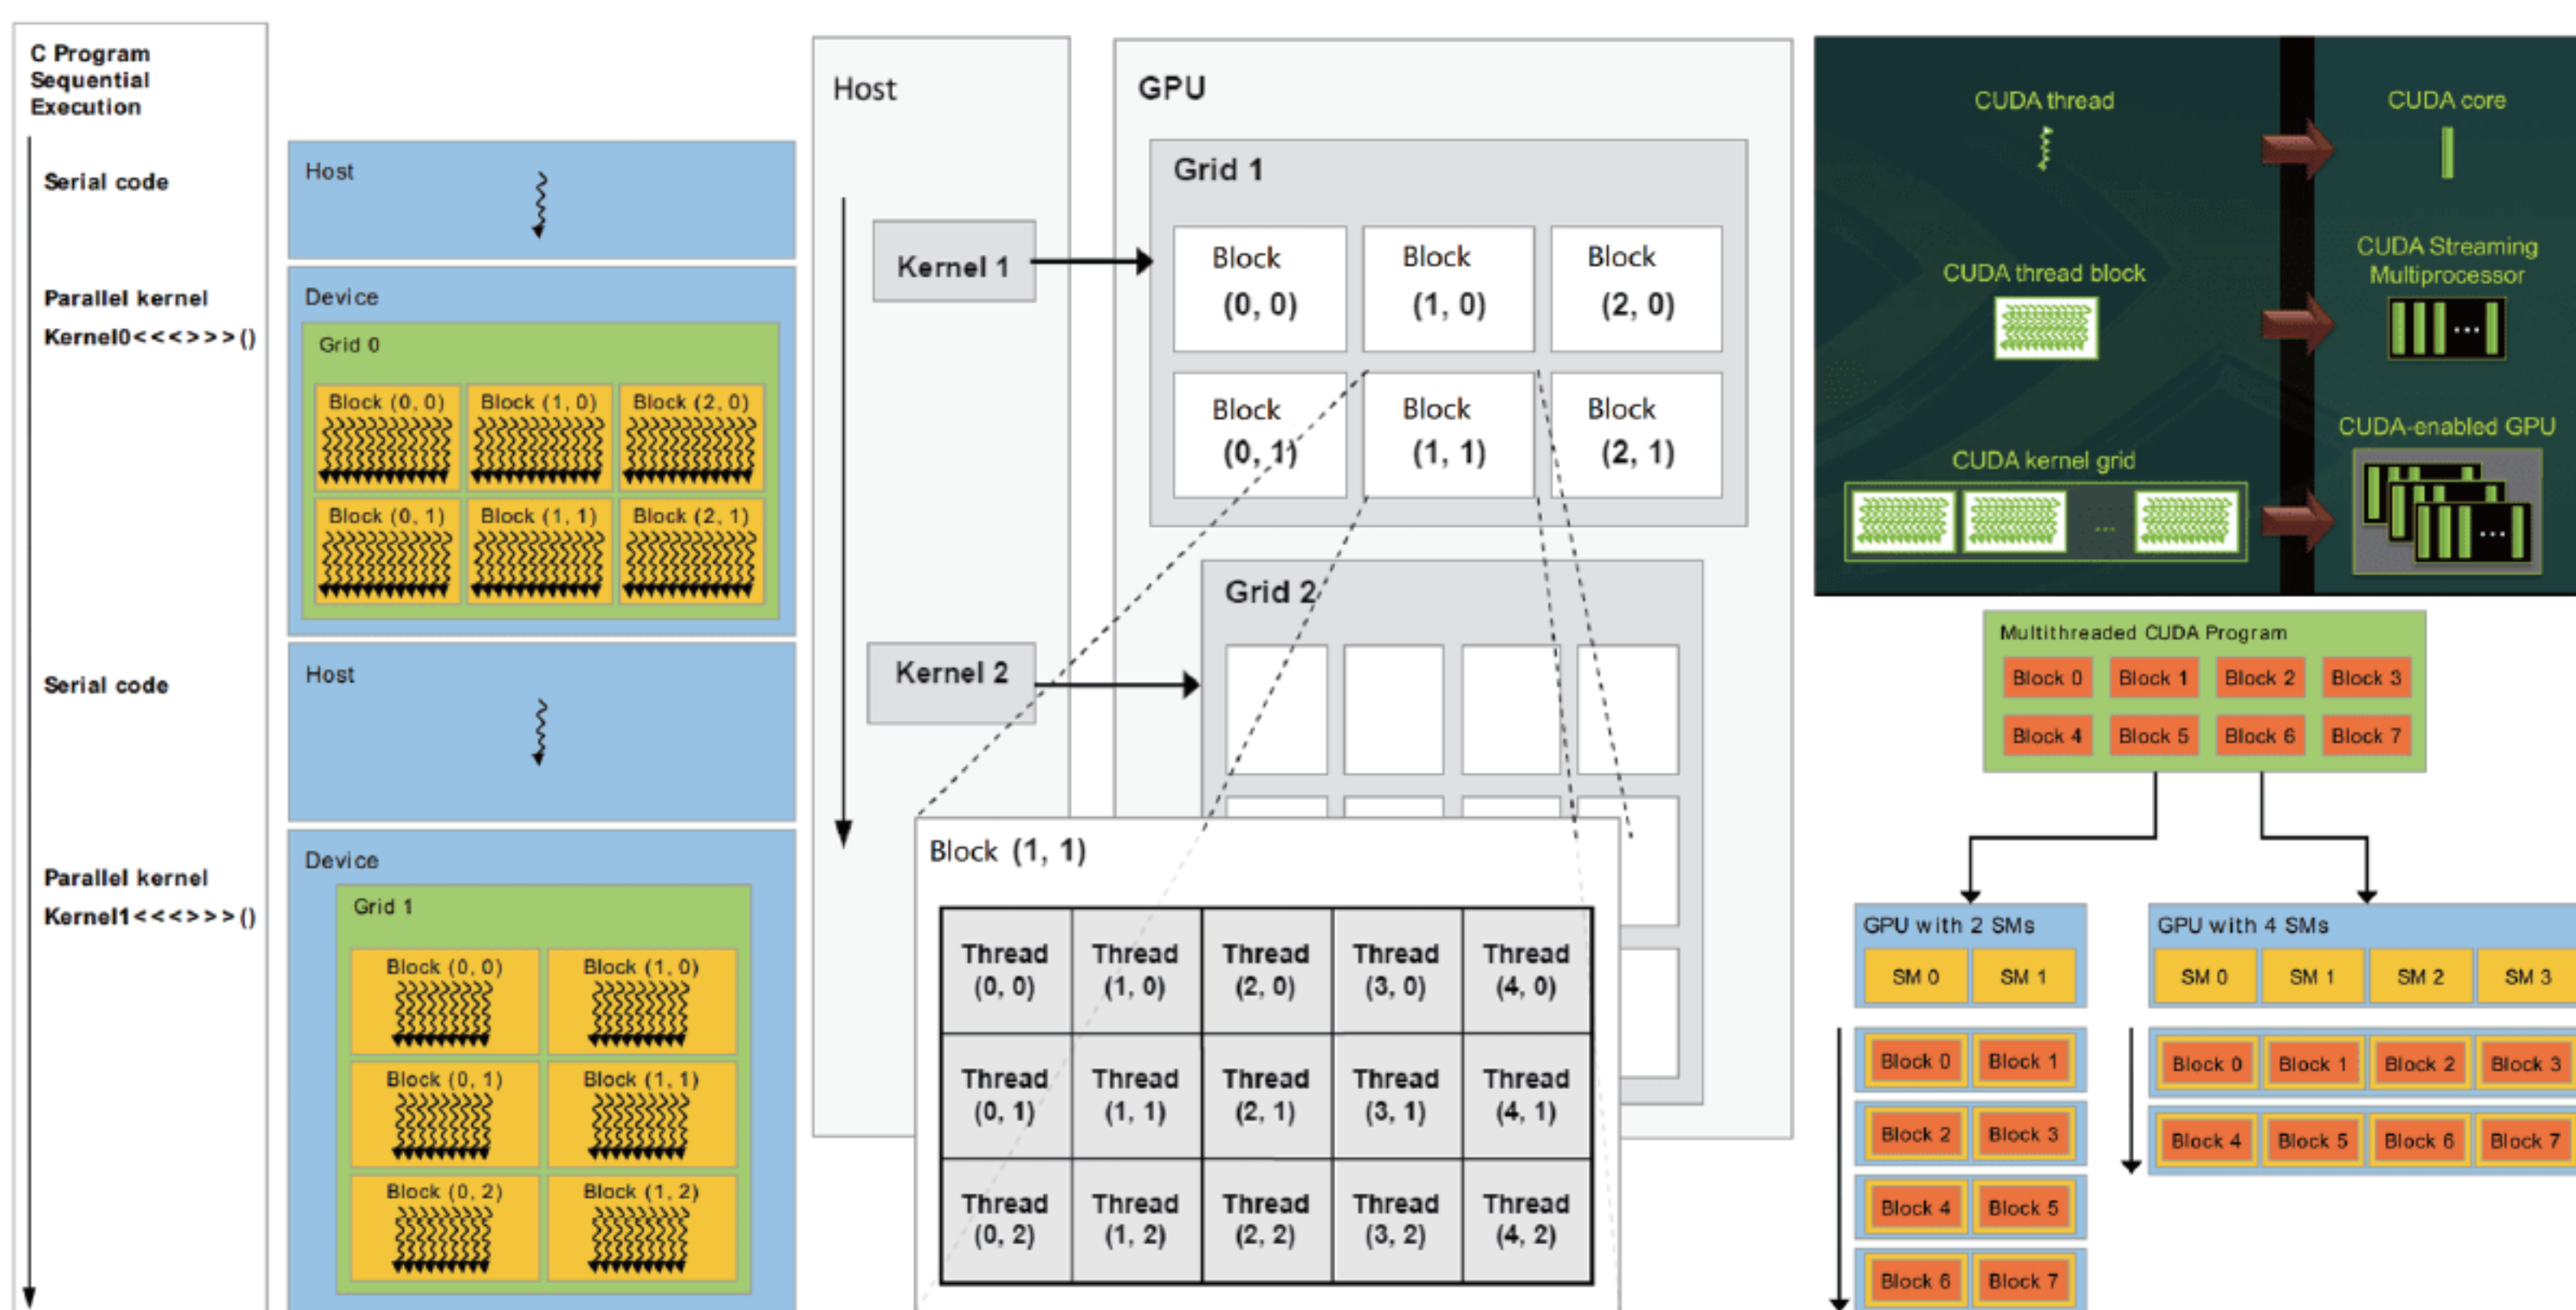 C Program
Sequential
Execution
Serial code
Parallel kernel
Kernel0<<<>>>()
Serial code
Parallel kernel
Kernel1<<<>>>()
Host
Device
Grid 0
Block (0, 0)
Block (1, 0)
Block (2, 0)
Block (0, 1)
Block (1, 1)
Block (2, 1)
Host
Device
Grid 1
Block (0, 0)
Block (1, 0)
Block (0, 1)
Block (1, 1)
Block (0, 2)
Block (1, 2)
Host
Kernel 1
Kernel 2
GPU
Grid 1
Block
(0, 0)
Block
(1, 0)
Block
(2, 0)
Block
(0, 1)
Block
(1, 1)
Block
(2, 1)
Grid 2
Block (1, 1)
Thread
(0, 0)
Thread
(1, 0)
Thread
(2, 0)
Thread
(3, 0)
Thread
(4, 0)
Thread
(0, 1)
Thread
(1, 1)
Thread
(2, 1)
Thread
(3, 1)
Thread
(4, 1)
Thread
(0, 2)
Thread
(1, 2)
Thread
(2, 2)
Thread
(3, 2)
Thread
(4, 2)
CUDA thread
CUDA core
CUDA thread block
CUDA Streaming
Multiprocessor
CUDA kernel grid
...
CUDA-enabled GPU
Multithreaded CUDA Program
Block 0
Block 1
Block 2
Block 3
Block 4
Block 5
Block 6
Block 7
GPU with 2 SMs
SM 0
SM 1
Block 0
Block 1
Block 2
Block 3
Block 4
Block 5
Block 6
Block 7
GPU with 4 SMs
SM 0
SM 1
SM 2
SM 3
Block 0
Block 1
Block 2
Block 3
Block 4
Block 5
Block 6
Block 7